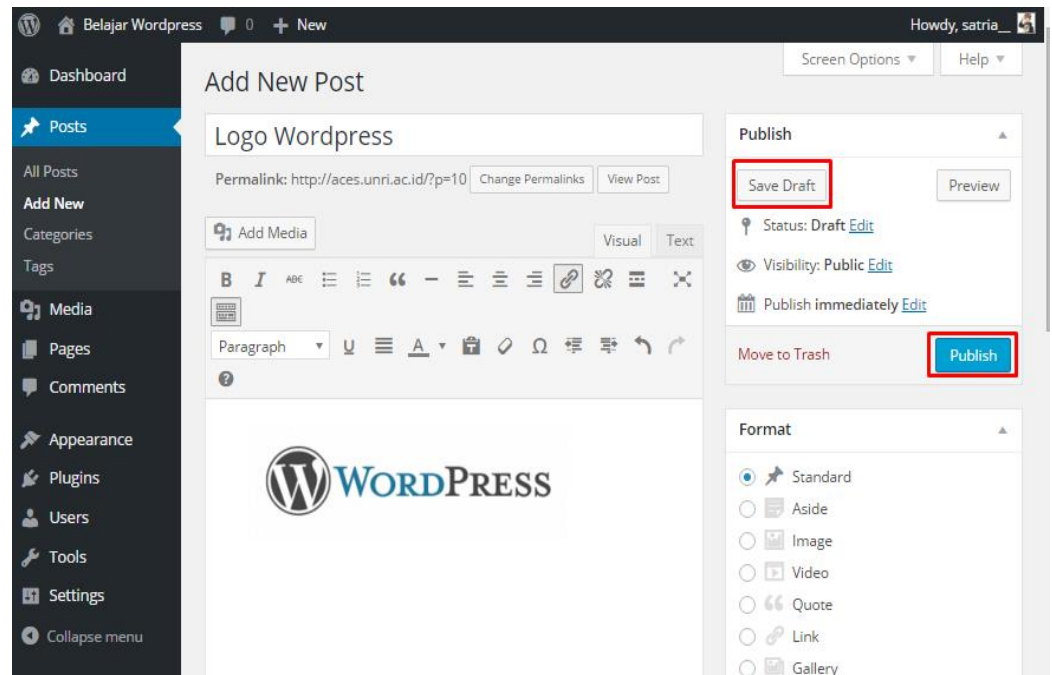 Belajar Wordpress 0 + New
Howdy, satria__
Screen Options ▼
Help ▼
Dashboard
Posts
All Posts
Add New
Categories
Tags
Media
Pages
Comments
Appearance
Plugins
Users
Tools
Settings
Collapse menu
Add New Post
Logo Wordpress
Permalink: http://aces.unri.ac.id/?p=10 Change Permalinks View Post
Add Media
Visual Text
B I ABC
Paragraph ▼ U A ▼ Ω
WORDPRESS
Publish
Save Draft Preview
Status: Draft Edit
Visibility: Public Edit
Publish immediately Edit
Move to Trash Publish
Format
Standard
Aside
Image
Video
Quote
Link
Gallery